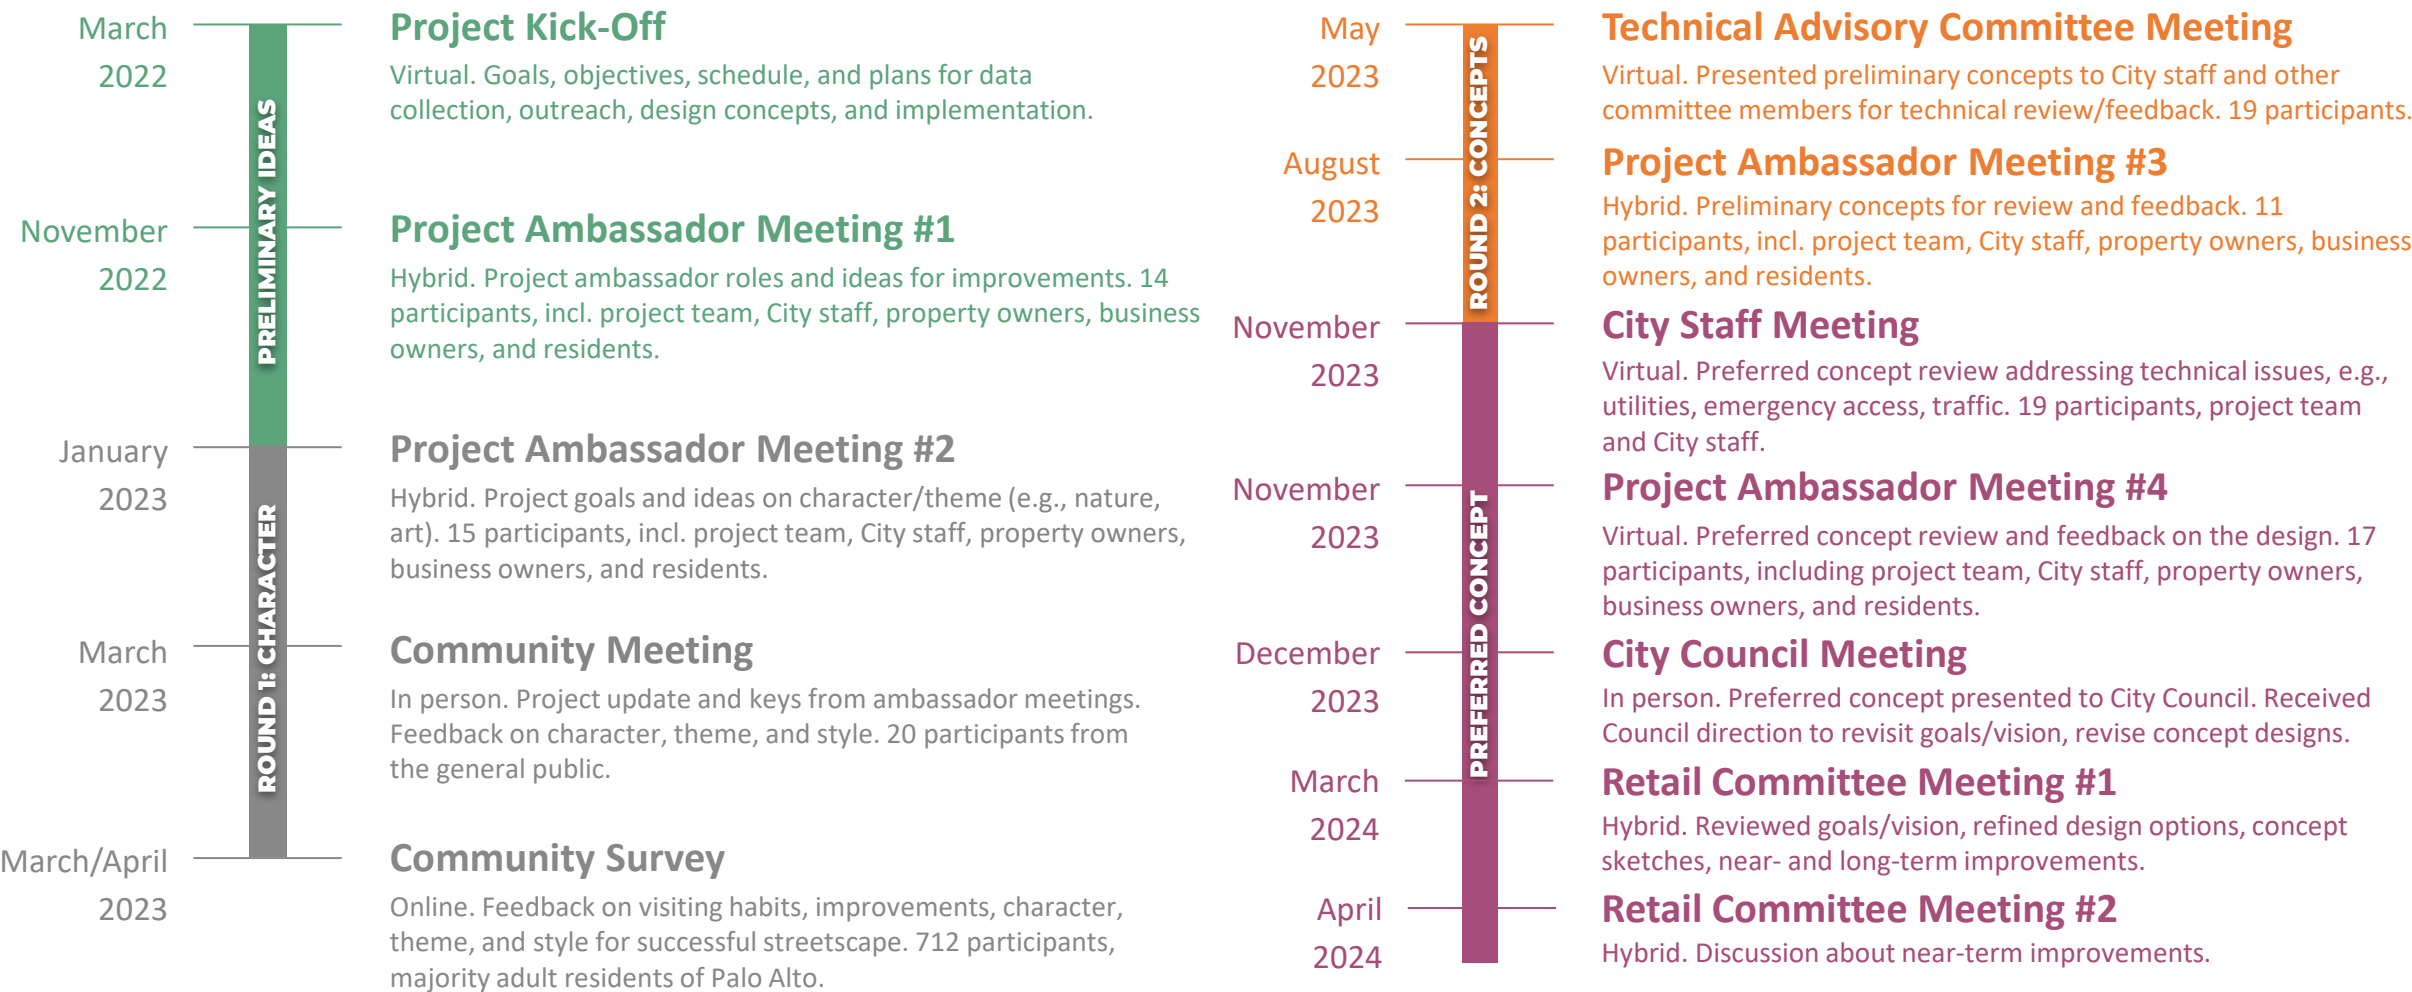 March
2022
Project Kick-Off
Virtual. Goals, objectives, schedule, and plans for data
collection, outreach, design concepts, and implementation.
PRELIMINARY IDEAS
November
2022
Project Ambassador Meeting #1
Hybrid. Project ambassador roles and ideas for improvements. 14
participants, incl. project team, City staff, property owners, business
owners, and residents.
January
2023
Project Ambassador Meeting #2
Hybrid. Project goals and ideas on character/theme (e.g., nature,
art). 15 participants, incl. project team, City staff, property owners,
business owners, and residents.
ROUND 1: CHARACTER
March
2023
Community Meeting
In person. Project update and keys from ambassador meetings.
Feedback on character, theme, and style. 20 participants from
the general public.
March/April
2023
Community Survey
Online. Feedback on visiting habits, improvements, character,
theme, and style for successful streetscape. 712 participants,
majority adult residents of Palo Alto.
May
2023
Technical Advisory Committee Meeting
Virtual. Presented preliminary concepts to City staff and other
committee members for technical review/feedback. 19 participants.
ROUND 2: CONCEPTS
August
2023
Project Ambassador Meeting #3
Hybrid. Preliminary concepts for review and feedback. 11
participants, incl. project team, City staff, property owners, business
owners, and residents.
November
2023
City Staff Meeting
Virtual. Preferred concept review addressing technical issues, e.g.,
utilities, emergency access, traffic. 19 participants, project team
and City staff.
November
2023
Project Ambassador Meeting #4
Virtual. Preferred concept review and feedback on the design. 17
participants, including project team, City staff, property owners,
business owners, and residents.
PREFERRED CONCEPT
December
2023
City Council Meeting
In person. Preferred concept presented to City Council. Received
Council direction to revisit goals/vision, revise concept designs.
March
2024
Retail Committee Meeting #1
Hybrid. Reviewed goals/vision, refined design options, concept
sketches, near- and long-term improvements.
April
2024
Retail Committee Meeting #2
Hybrid. Discussion about near-term improvements.